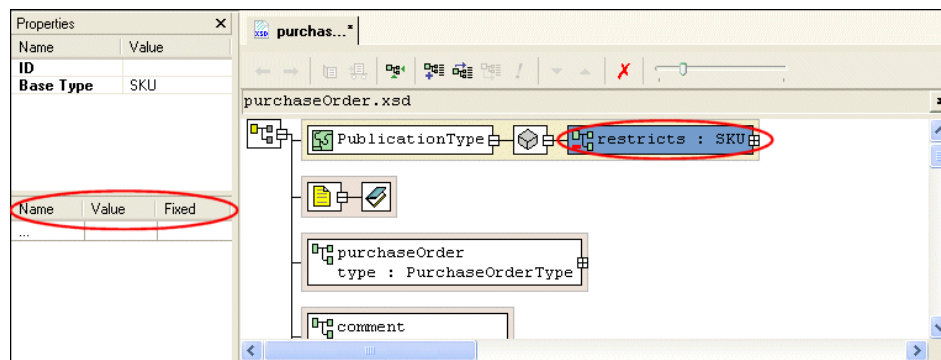 Properties
Name Value
ID
Base Type SKU
Name Value Fixed
...
XSD purchas...*
purchaseOrder.xsd
PublicationType restricts : SKU
purchaseOrder
type : PurchaseOrderType
comment